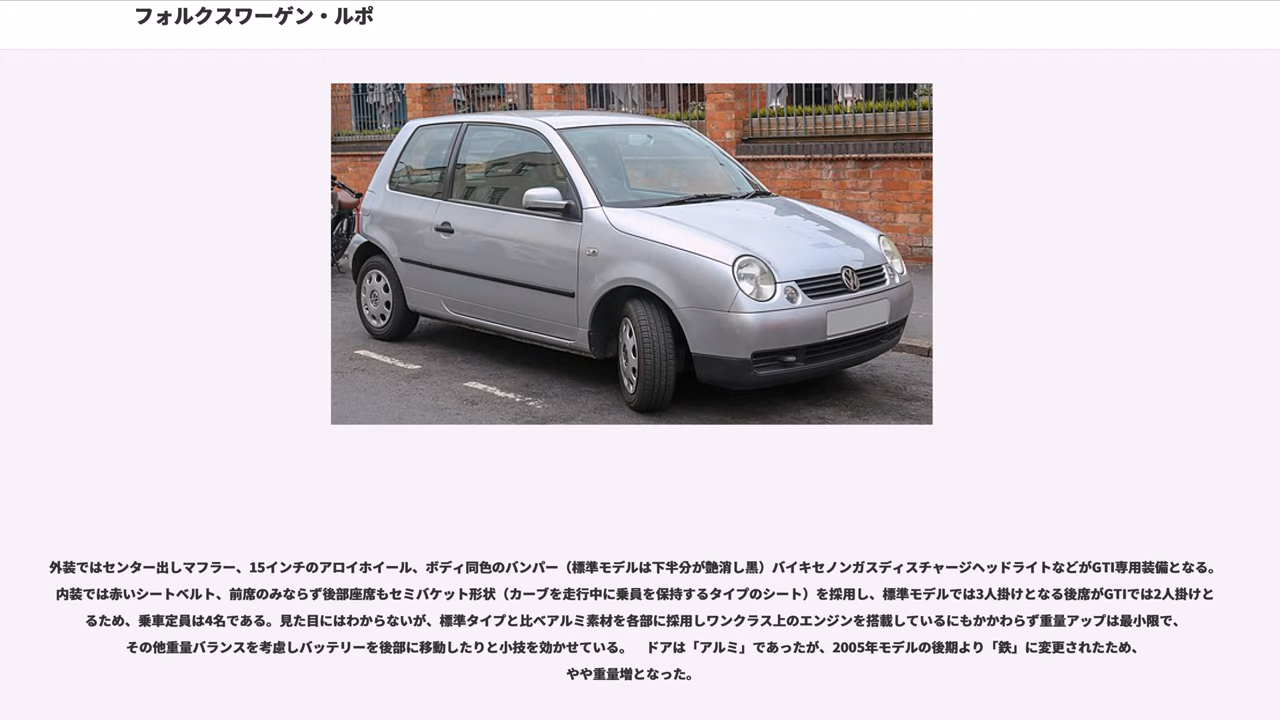 フォルクスワーゲン・ルポ
外装ではセンター出しマフラー、15インチのアロイホイール、ボディ同色のバンパー（標準モデルは下半分が艶消し黒）バイキセノンガスディスチャージヘッドライトなどがGTI専用装備となる。
内装では赤いシートベルト、前席のみならず後部座席もセミバケット形状（カーブを走行中に乗員を保持するタイプのシート）を採用し、標準モデルでは3人掛けとなる後席がGTIでは2人掛けと
るため、乗車定員は4名である。見た目にはわからないが、標準タイプと比べアルミ素材を各部に採用しワンクラス上のエンジンを搭載しているにもかかわらず重量アップは最小限で、
その他重量バランスを考慮しバッテリーを後部に移動したりと小技を効かせている。　ドアは「アルミ」であったが、2005年モデルの後期より「鉄」に変更されたため、
やや重量増となった。